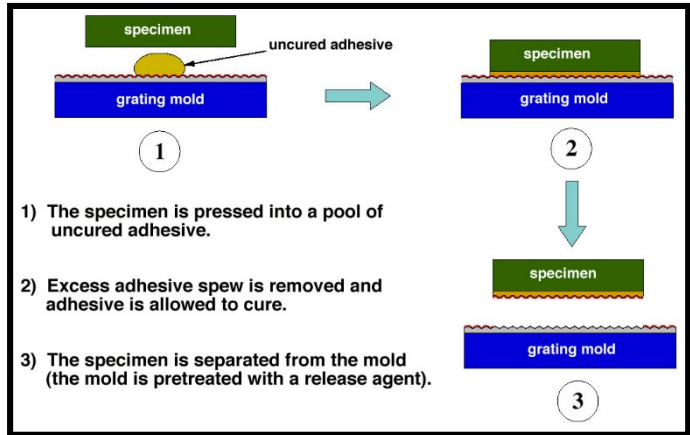 specimen
uncured adhesive
grating mold
1
specimen
grating mold
2
1) The specimen is pressed into a pool of
uncured adhesive.
2) Excess adhesive spew is removed and
adhesive is allowed to cure.
3) The specimen is separated from the mold
(the mold is pretreated with a release agent).
specimen
grating mold
3